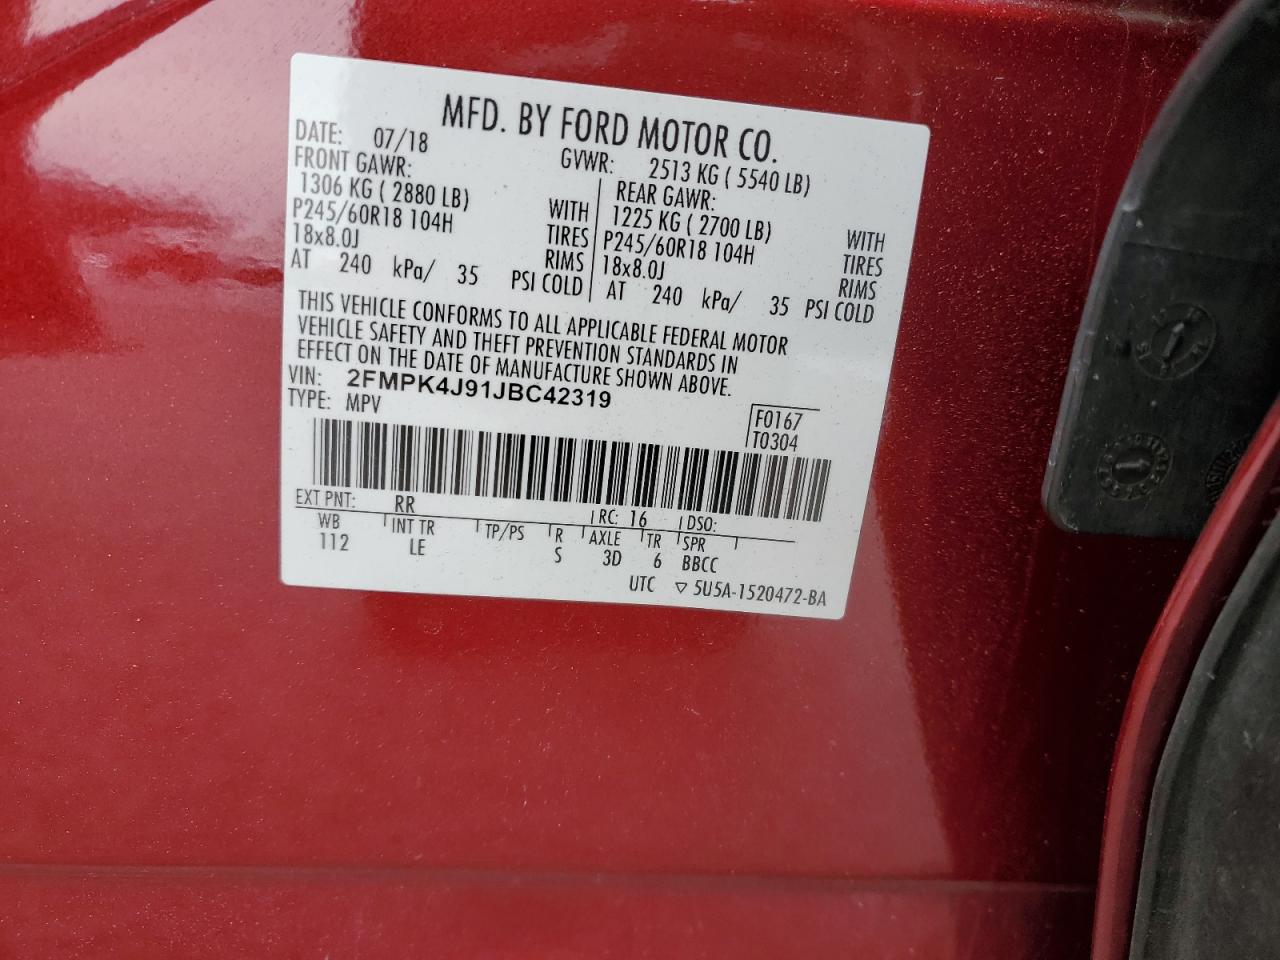 MFD. BY FORD MOTOR CO.
DATE: 07/18 GVWR: 2513 KG ( 5540 LB)
FRONT GAWR: REAR GAWR:
1306 KG ( 2880 LB) WITH 1225 KG ( 2700 LB) WITH
P245/60R18 104H TIRES P245/60R18 104H TIRES
18x8.0J RIMS 18x8.0J RIMS
AT 240 kPa/ 35 PSI COLD AT 240 kPa/ 35 PSI COLD
THIS VEHICLE CONFORMS TO ALL APPLICABLE FEDERAL MOTOR
VEHICLE SAFETY AND THEFT PREVENTION STANDARDS IN
EFFECT ON THE DATE OF MANUFACTURE SHOWN ABOVE.
VIN: 2FMPK4J91JBC42319
TYPE: MPV
F0167
T0304
EXT PNT: RR RC: 16 DSO:
WB INT TR TP/PS R AXLE TR SPR
112 LE S 3D 6 BBCC
UTC ▽ 5U5A-1520472-BA